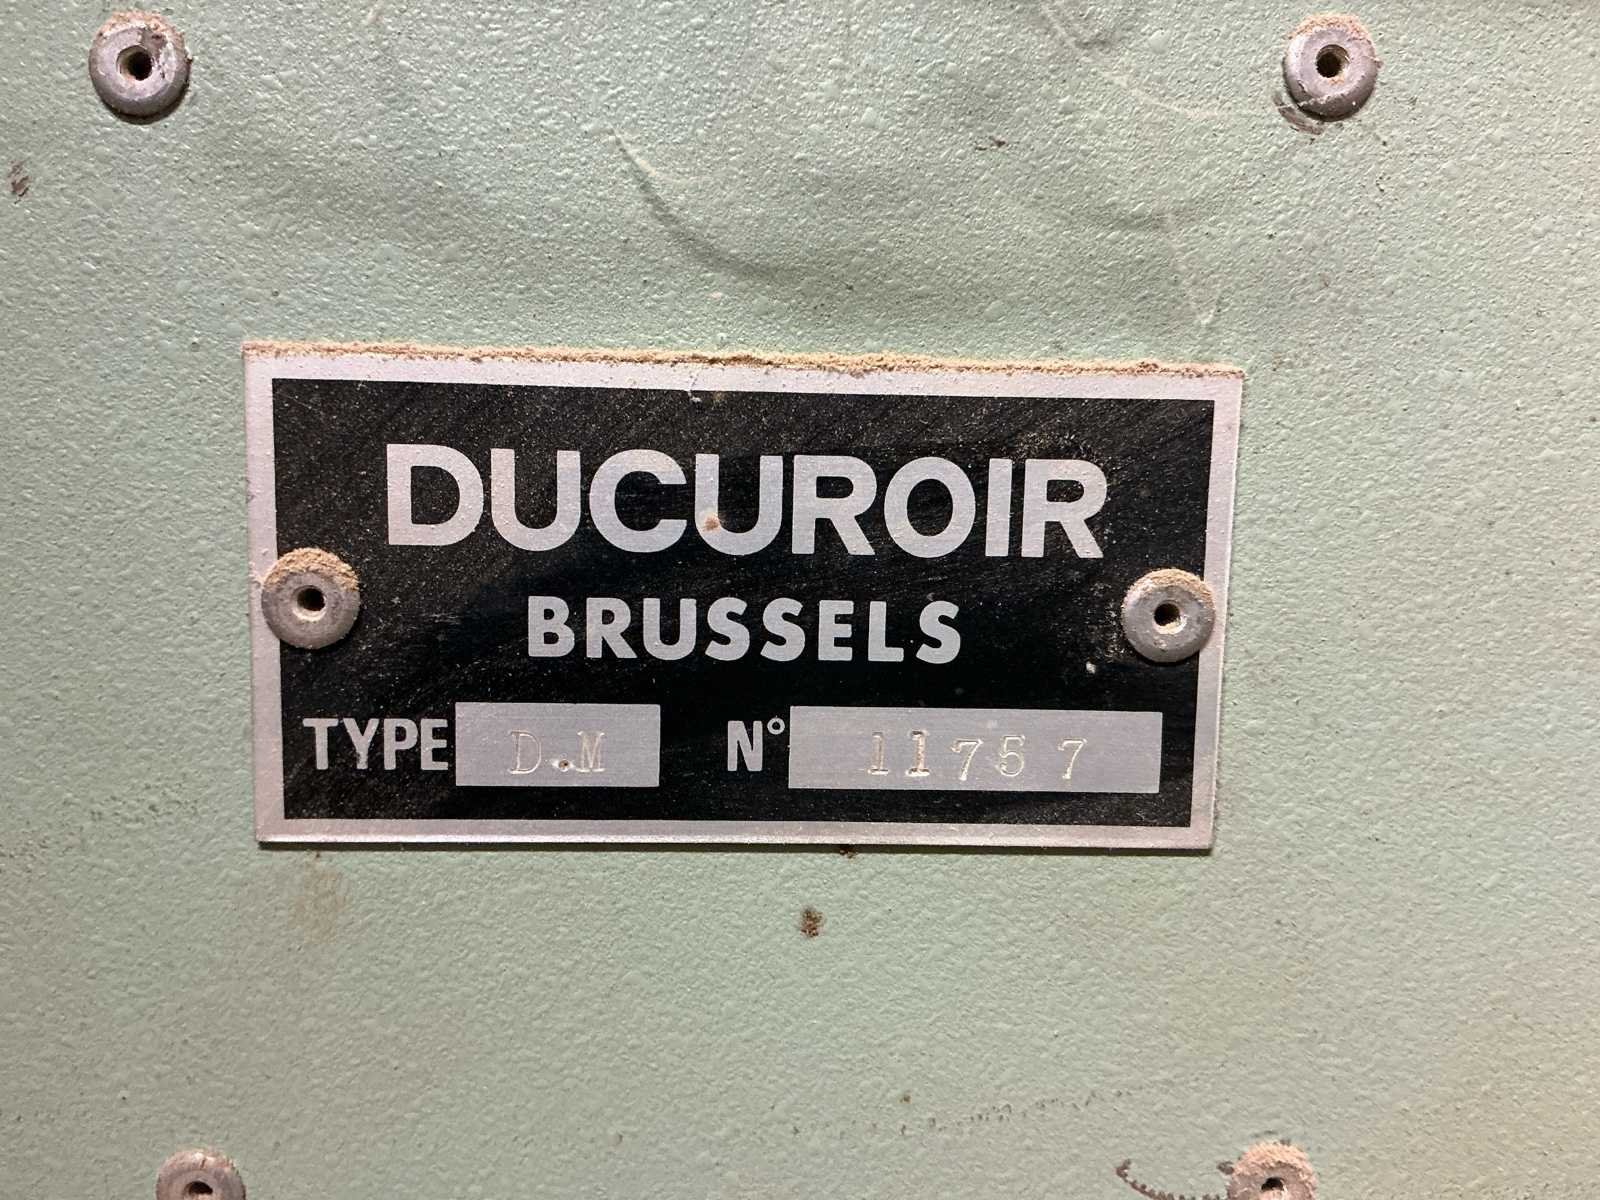 DUCUROIR
BRUSSELS
TYPE D.M N° 11757